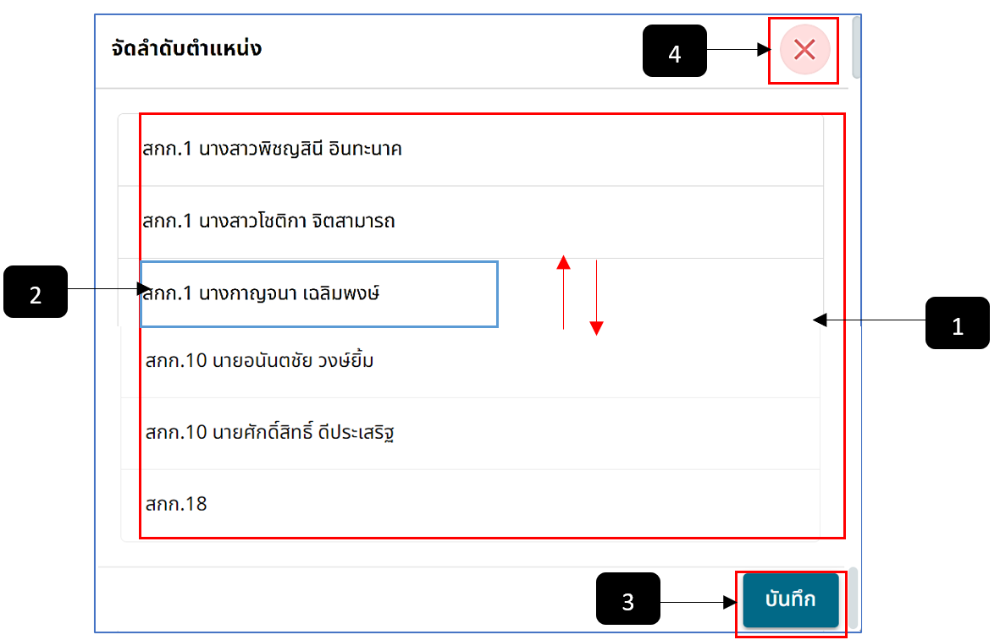 จัดลำดับตำแหน่ง
4
สกก.1 นางสาวพิชญสินี อินทะนาค
สกก.1 นางสาวโชติกา จิตสามารถ
2
สกก.1 นางกาญจนา เฉลิมพงษ์
1
สกก.10 นายอนันตชัย วงษ์ยิ้ม
สกก.10 นายศักดิ์สิทธิ์ ดีประเสริฐ
สกก.18
3
บันทึก